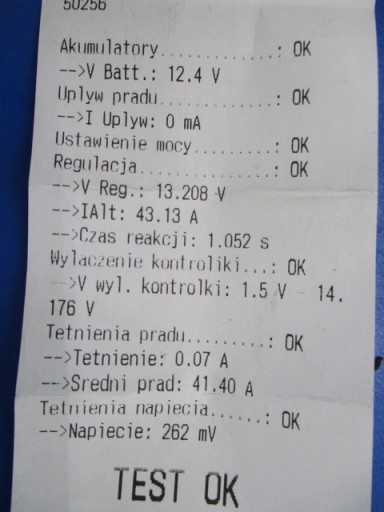 50256
Akumulatory............: OK
-->V Batt.: 12.4 V
Uplyw pradu............: OK
-->I Uplyw: 0 mA
Ustawienie mocy........: OK
Regulacja..............: OK
-->V Reg.: 13.208 V
-->IAlt: 43.13 A
-->Czas reakcji: 1.052 s
Wylaczenie kontroliki...: OK
-->V wyl. kontrolki: 1.5 V - 14.
176 V
Tetnienia pradu........: OK
-->Tetnienie: 0.07 A
-->Sredni prad: 41.40 A
Tetnienia napiecia......: OK
-->Napiecie: 262 mV
TEST OK